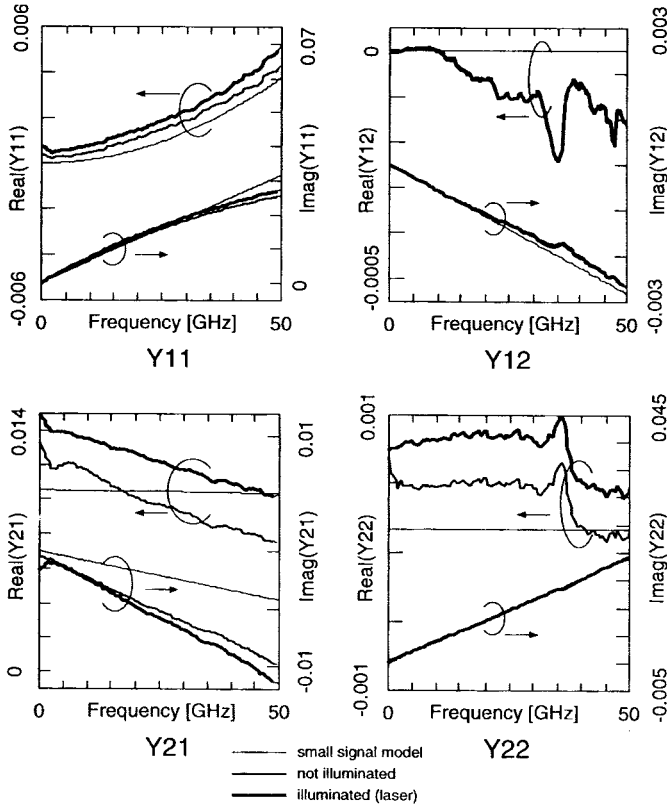 0.006
Real(Y11)
-0.006
0.07
Imag(Y11)
0
0
Frequency [GHz]
50
Y11
0
Real(Y12)
-0.0005
0.003
Imag(Y12)
-0.003
0
Frequency [GHz]
50
Y12
0.014
Real(Y21)
0
0.01
Imag(Y21)
-0.01
0
Frequency [GHz]
50
Y21
0.001
Real(Y22)
-0.001
0.045
Imag(Y22)
-0.005
0
Frequency [GHz]
50
Y22
small signal model
not illuminated
illuminated (laser)